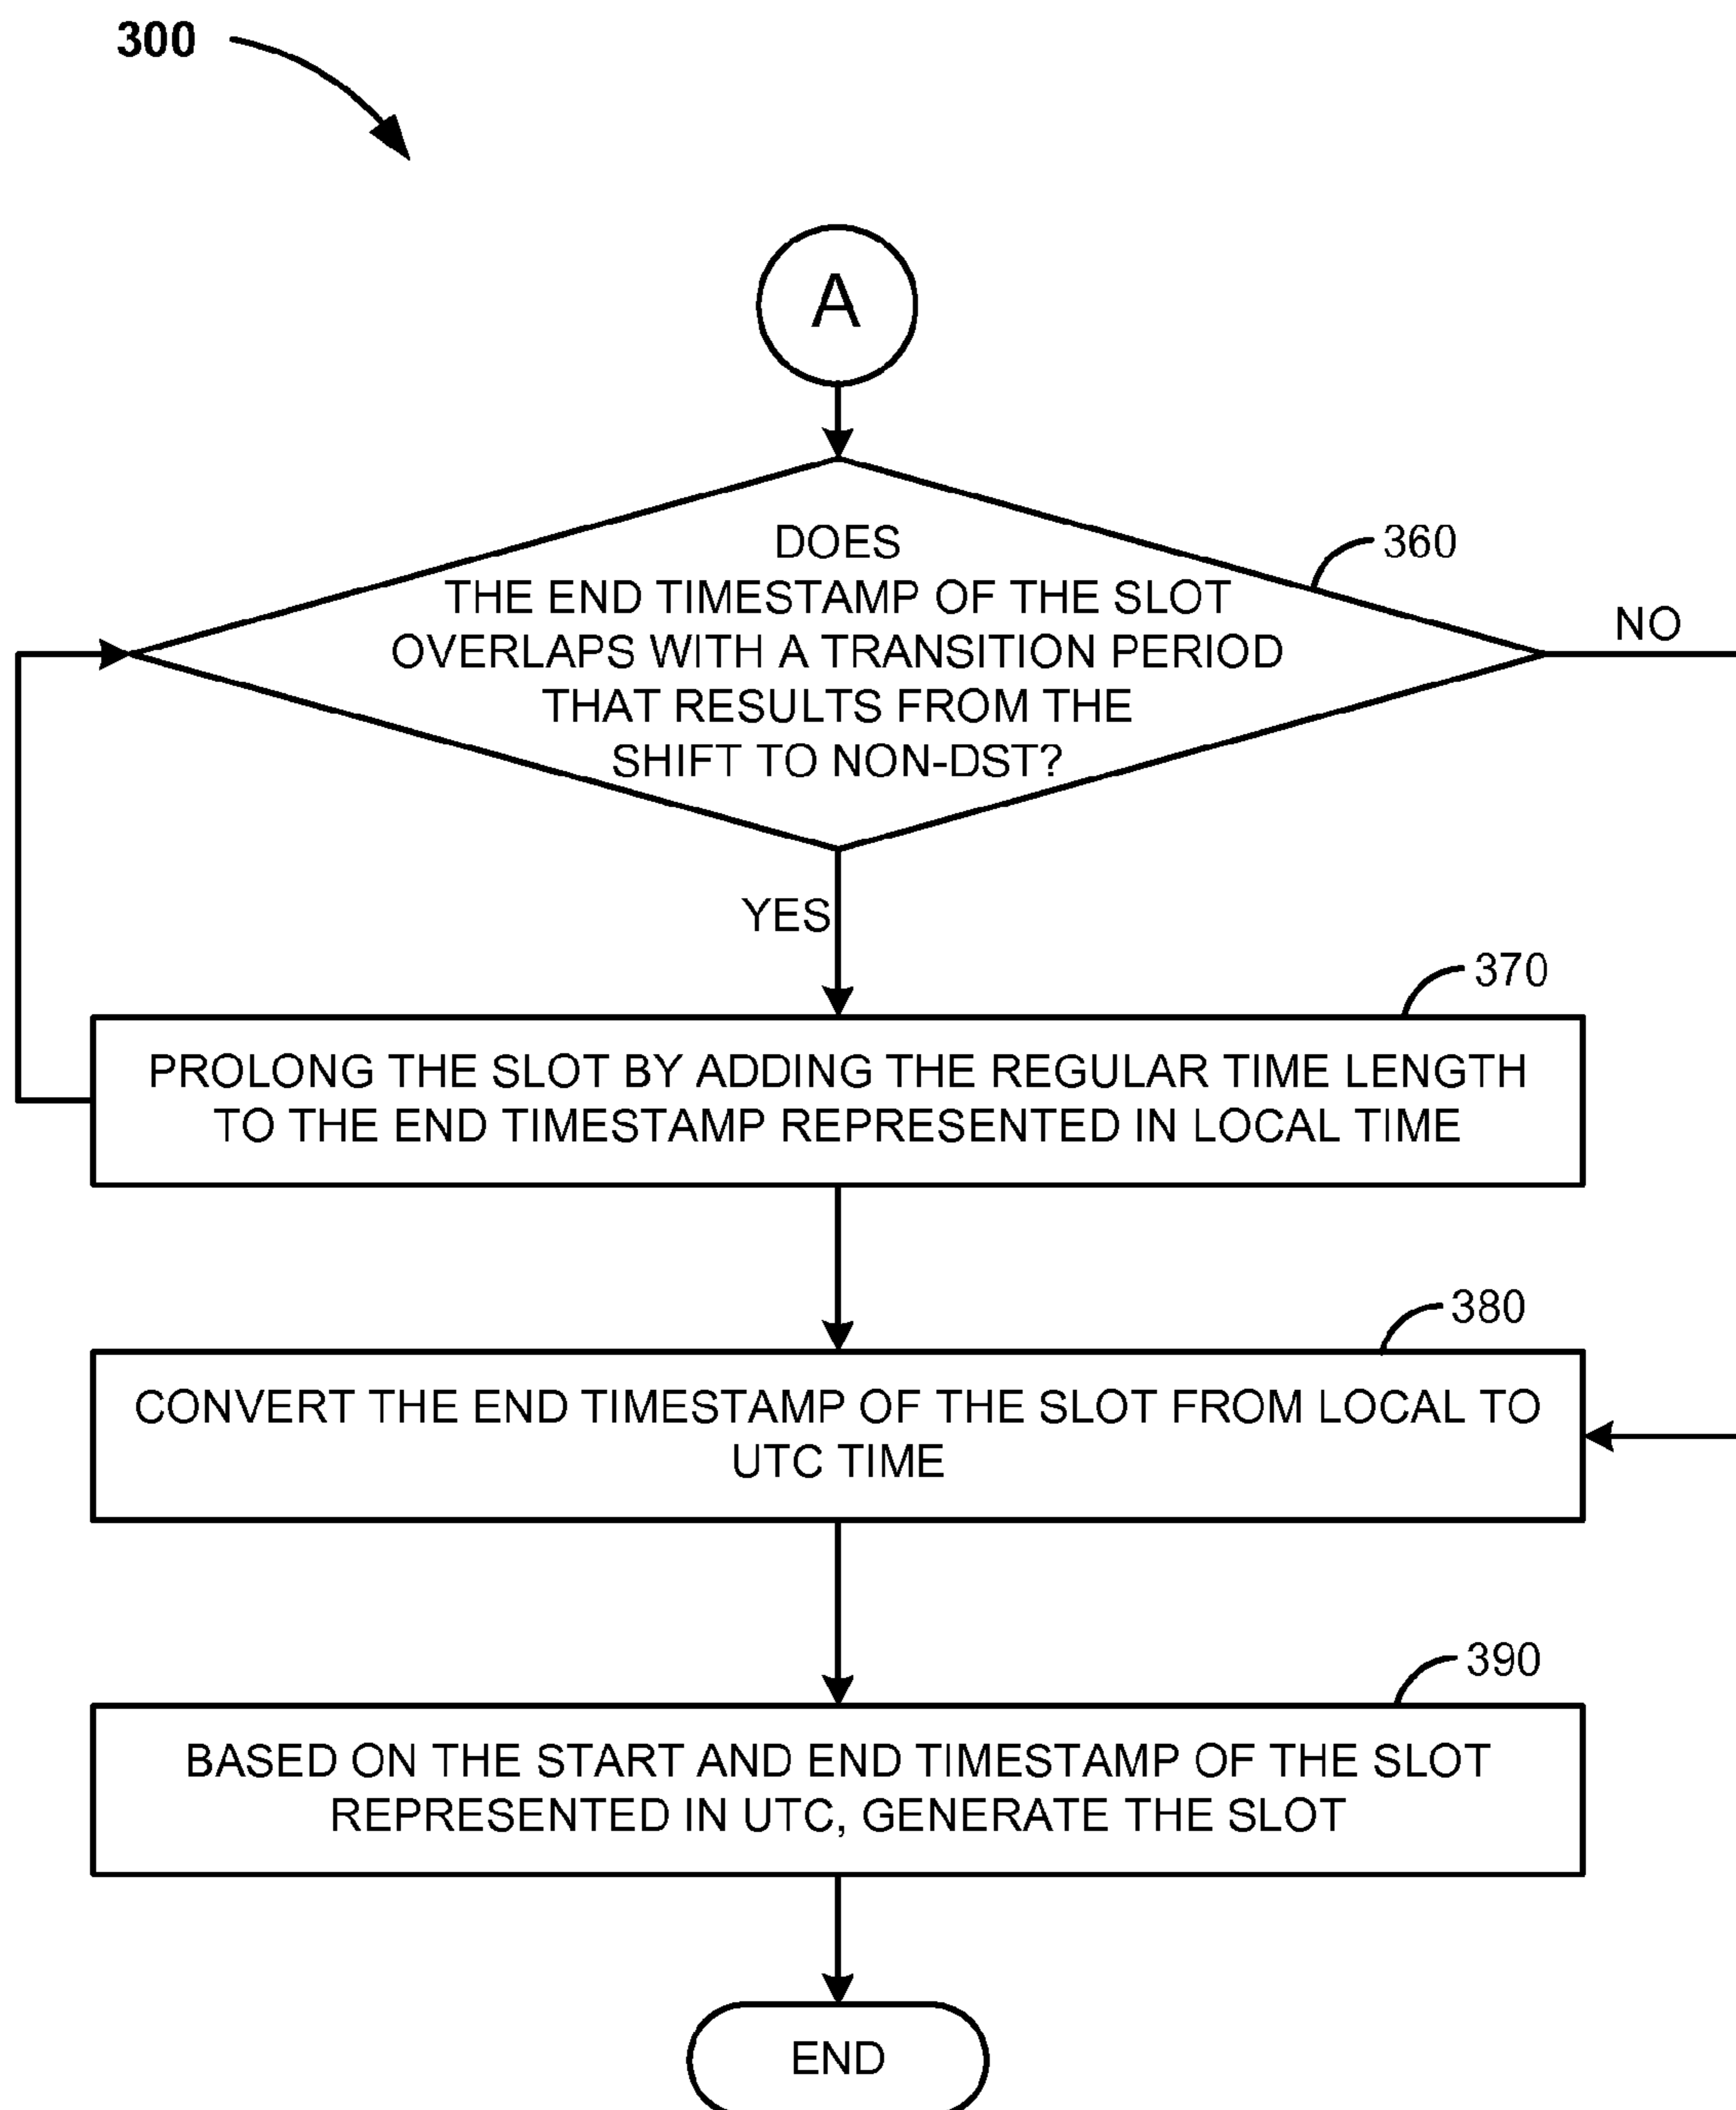 300
A
DOES
THE END TIMESTAMP OF THE SLOT
OVERLAPS WITH A TRANSITION PERIOD
THAT RESULTS FROM THE
SHIFT TO NON-DST?
360
NO
YES
370
PROLONG THE SLOT BY ADDING THE REGULAR TIME LENGTH
TO THE END TIMESTAMP REPRESENTED IN LOCAL TIME
380
CONVERT THE END TIMESTAMP OF THE SLOT FROM LOCAL TO
UTC TIME
390
BASED ON THE START AND END TIMESTAMP OF THE SLOT
REPRESENTED IN UTC, GENERATE THE SLOT
END